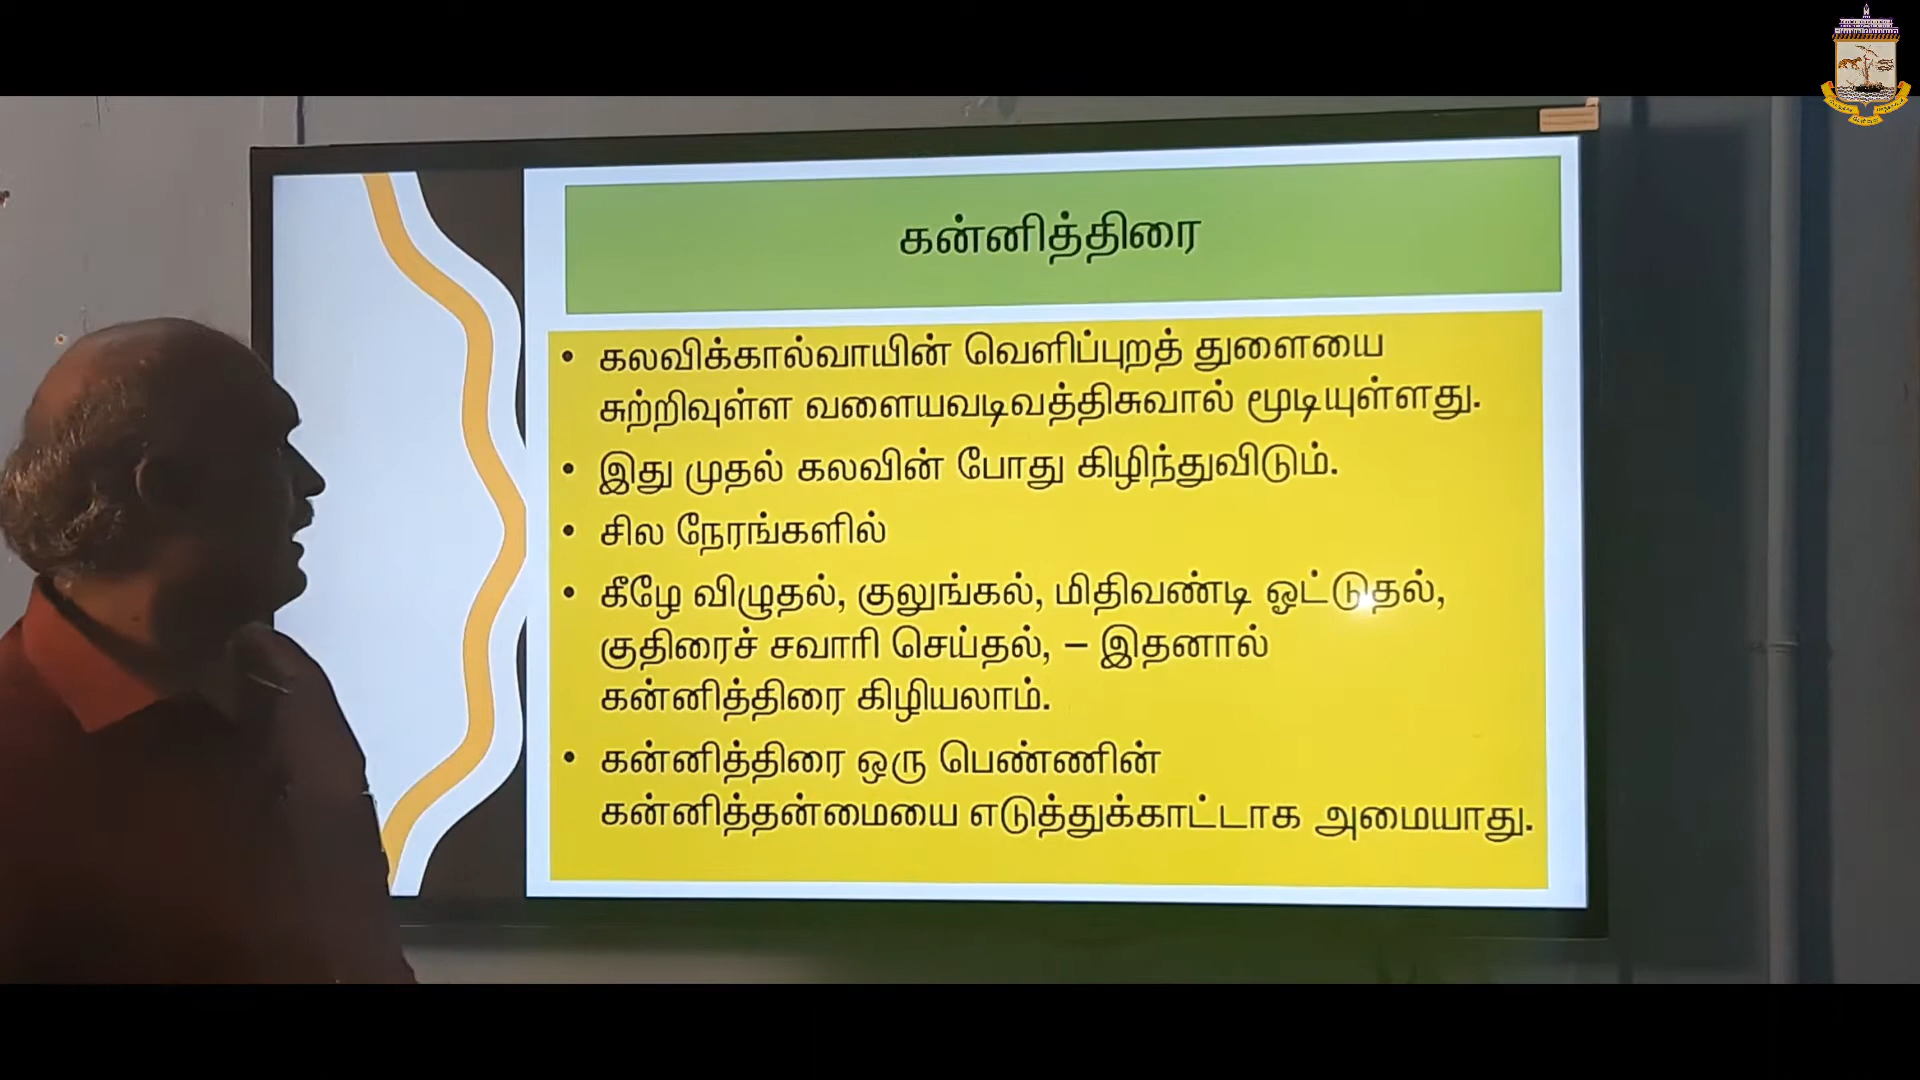 கன்னித்திரை
• கலவிக்கால்வாயின் வெளிப்புறத் துளையை
சுற்றிவுள்ள வளையவடிவத்திசுவால் மூடியுள்ளது.
• இது முதல் கலவின் போது கிழிந்துவிடும்.
• சில நேரங்களில்
• கீழே விழுதல், குலுங்கல், மிதிவண்டி ஓட்டுதல்,
குதிரைச் சவாரி செய்தல், – இதனால்
கன்னித்திரை கிழியலாம்.
• கன்னித்திரை ஒரு பெண்ணின்
கன்னித்தன்மையை எடுத்துக்காட்டாக அமையாது.